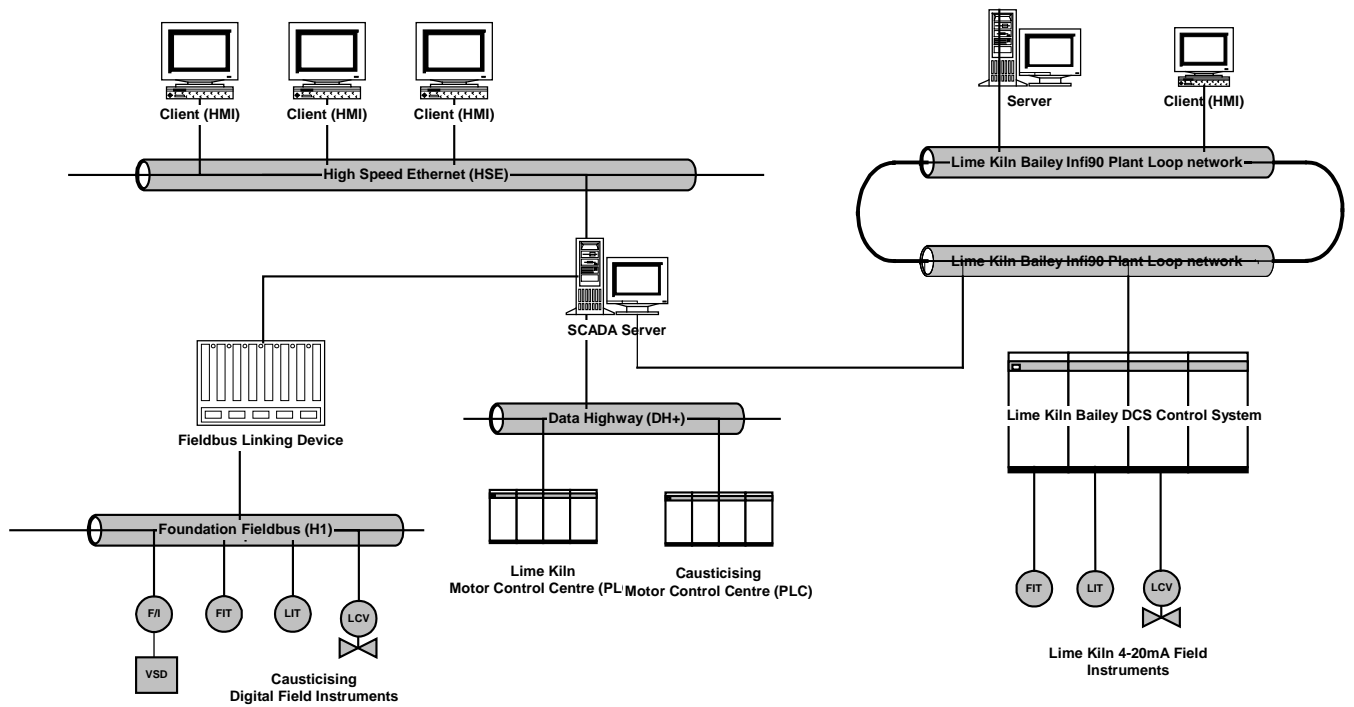 Client (HMI)
Client (HMI)
Client (HMI)
Server
Client (HMI)
High Speed Ethernet (HSE)
Lime Kiln Bailey Infi90 Plant Loop network
Lime Kiln Bailey Infi90 Plant Loop network
SCADA Server
Fieldbus Linking Device
Data Highway (DH+)
Lime Kiln Bailey DCS Control System
Foundation Fieldbus (H1)
Lime Kiln
Motor Control Centre (PL
Causticising
Motor Control Centre (PLC)
F/I
FIT
LIT
LCV
VSD
Causticising
Digital Field Instruments
FIT
LIT
LCV
Lime Kiln 4-20mA Field
Instruments